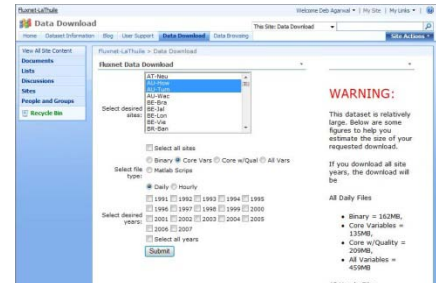 Fluxnet-LaThuile
Welcome Deb Agarwal | My Site | My Links
Data Download
This Site: Data Download
Home Dataset Information Blog User Support Data Download Data Browsing
Site Actions
View All Site Content
Documents
Lists
Discussions
Sites
People and Groups
Recycle Bin
Fluxnet-LaThuile > Data Download
Fluxnet Data Download
Select desired sites:
AT-Neu
AU-How
AU-Tum
AU-Wac
BE-Bra
BE-Jal
BE-Lon
BE-Vie
BR-Ban
Select all sites
Select file type:
Binary Core Vars Core w/Qual All Vars
Matlab Scripts
Daily Hourly
Select desired years:
1991 1992 1993 1994 1995
1996 1997 1998 1999 2000
2001 2002 2003 2004 2005
2006 2007
Select all years
Submit
WARNING:
This dataset is relatively
large. Below are some
figures to help you
estimate the size of your
requested download.
If you download all site
years, the download will
be
All Daily Files
Binary = 162MB,
Core Variables =
135MB,
Core w/Quality =
209MB,
All Variables =
459MB